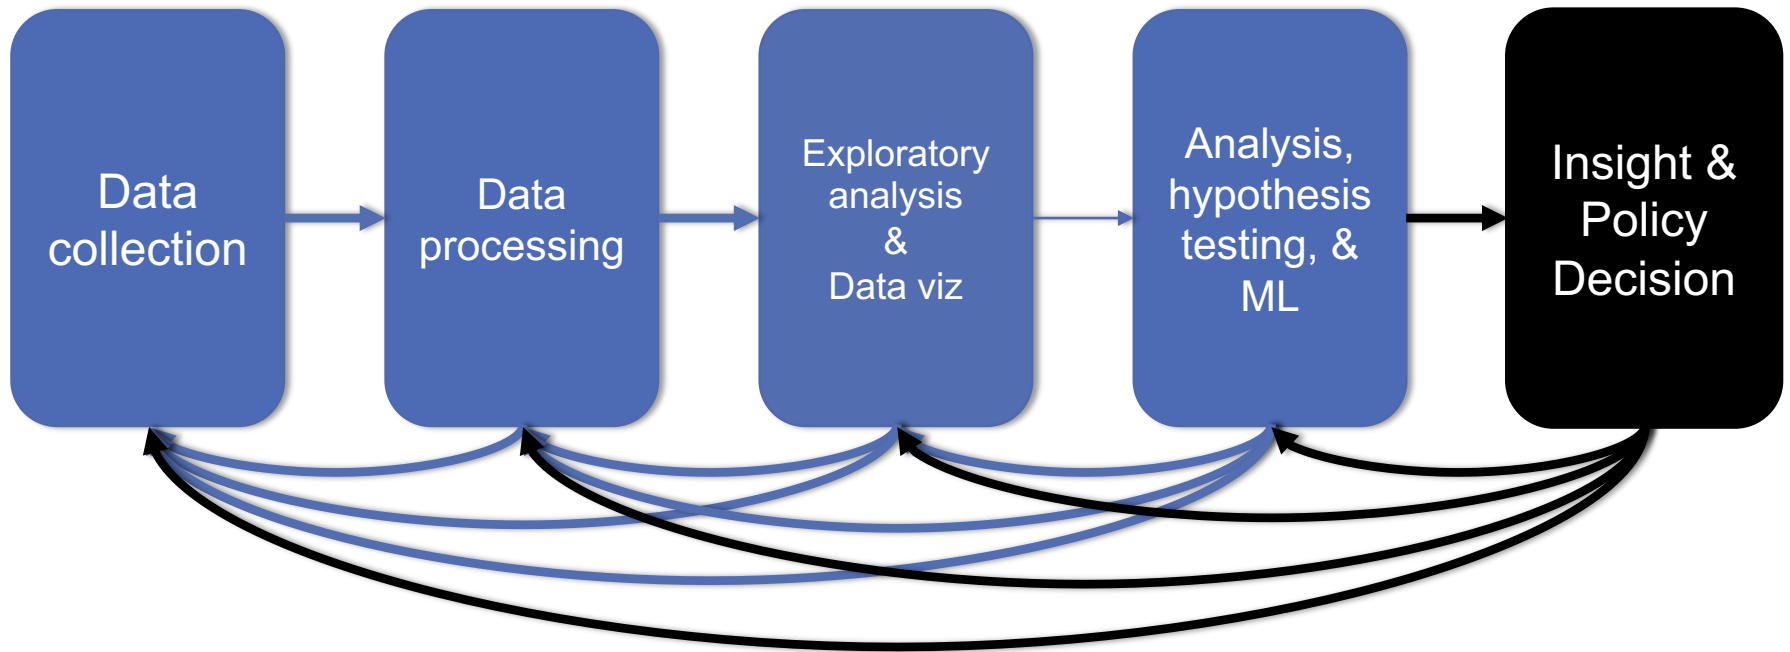 Data
collection
Data
processing
Exploratory
analysis
&
Data viz
Analysis,
hypothesis
testing, &
ML
Insight &
Policy
Decision